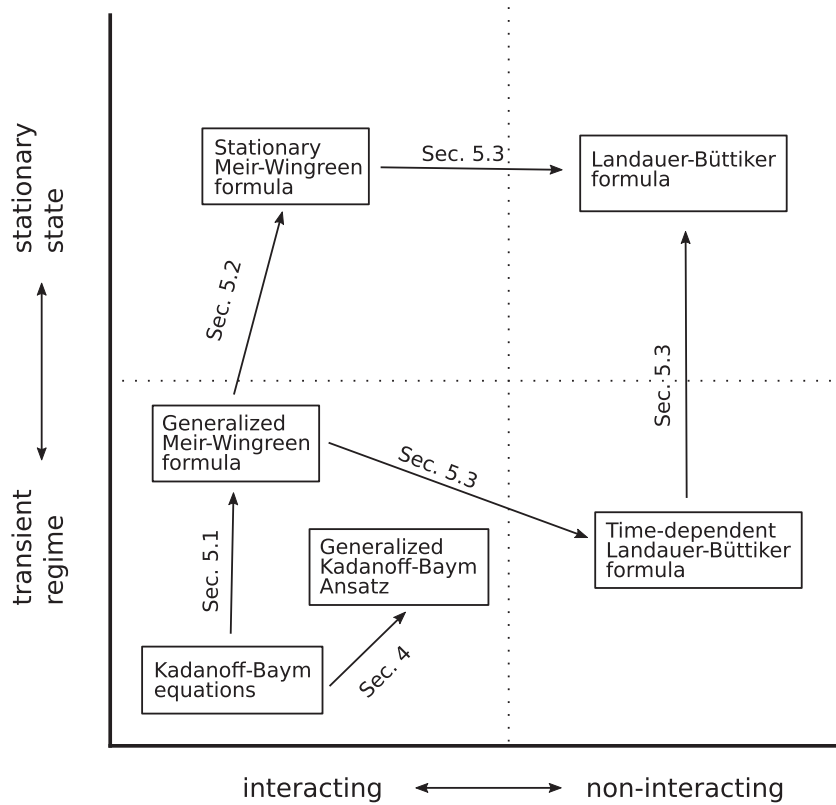 stationary
state
transient
regime
Stationary
Meir-Wingreen
formula
Sec. 5.3
Landauer-Büttiker
formula
Sec. 5.2
Sec. 5.3
Generalized
Meir-Wingreen
formula
Sec. 5.3
Sec. 5.1
Generalized
Kadanoff-Baym
Ansatz
Time-dependent
Landauer-Büttiker
formula
Kadanoff-Baym
equations
Sec. 4
interacting
non-interacting